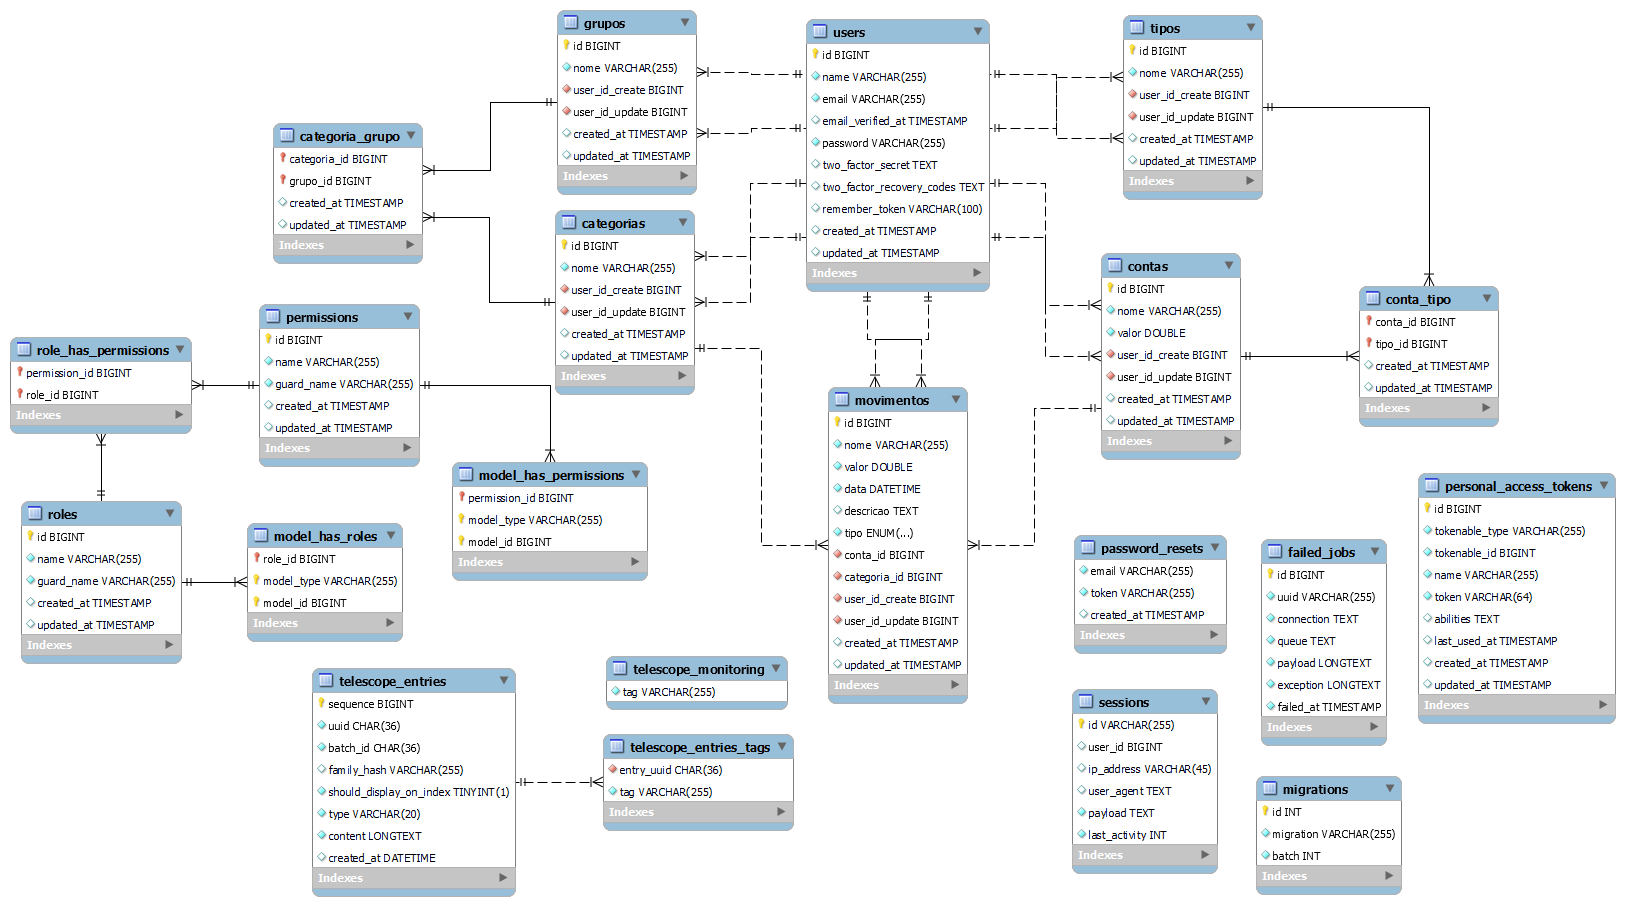 grupos
id BIGINT
nome VARCHAR(255)
user_id_create BIGINT
user_id_update BIGINT
created_at TIMESTAMP
updated_at TIMESTAMP
Indexes
users
id BIGINT
name VARCHAR(255)
email VARCHAR(255)
email_verified_at TIMESTAMP
password VARCHAR(255)
two_factor_secret TEXT
two_factor_recovery_codes TEXT
remember_token VARCHAR(100)
created_at TIMESTAMP
updated_at TIMESTAMP
Indexes
tipos
id BIGINT
nome VARCHAR(255)
user_id_create BIGINT
user_id_update BIGINT
created_at TIMESTAMP
updated_at TIMESTAMP
Indexes
categoria_grupo
categoria_id BIGINT
grupo_id BIGINT
created_at TIMESTAMP
updated_at TIMESTAMP
Indexes
categorias
id BIGINT
nome VARCHAR(255)
user_id_create BIGINT
user_id_update BIGINT
created_at TIMESTAMP
updated_at TIMESTAMP
Indexes
contas
id BIGINT
nome VARCHAR(255)
valor DOUBLE
user_id_create BIGINT
user_id_update BIGINT
created_at TIMESTAMP
updated_at TIMESTAMP
Indexes
conta_tipo
conta_id BIGINT
tipo_id BIGINT
created_at TIMESTAMP
updated_at TIMESTAMP
Indexes
permissions
id BIGINT
name VARCHAR(255)
guard_name VARCHAR(255)
created_at TIMESTAMP
updated_at TIMESTAMP
Indexes
role_has_permissions
permission_id BIGINT
role_id BIGINT
Indexes
movimentos
id BIGINT
nome VARCHAR(255)
valor DOUBLE
data DATETIME
descricao TEXT
tipo ENUM(...)
conta_id BIGINT
categoria_id BIGINT
user_id_create BIGINT
user_id_update BIGINT
created_at TIMESTAMP
updated_at TIMESTAMP
Indexes
model_has_permissions
permission_id BIGINT
model_type VARCHAR(255)
model_id BIGINT
Indexes
roles
id BIGINT
name VARCHAR(255)
guard_name VARCHAR(255)
created_at TIMESTAMP
updated_at TIMESTAMP
Indexes
model_has_roles
role_id BIGINT
model_type VARCHAR(255)
model_id BIGINT
Indexes
personal_access_tokens
id BIGINT
tokenable_type VARCHAR(255)
tokenable_id BIGINT
name VARCHAR(255)
token VARCHAR(64)
abilities TEXT
last_used_at TIMESTAMP
created_at TIMESTAMP
updated_at TIMESTAMP
Indexes
password_resets
email VARCHAR(255)
token VARCHAR(255)
created_at TIMESTAMP
Indexes
failed_jobs
id BIGINT
uuid VARCHAR(255)
connection TEXT
queue TEXT
payload LONGTEXT
exception LONGTEXT
failed_at TIMESTAMP
Indexes
telescope_entries
sequence BIGINT
uuid CHAR(36)
batch_id CHAR(36)
family_hash VARCHAR(255)
should_display_on_index TINYINT(1)
type VARCHAR(20)
content LONGTEXT
created_at DATETIME
Indexes
telescope_monitoring
tag VARCHAR(255)
telescope_entries_tags
entry_uuid CHAR(36)
tag VARCHAR(255)
Indexes
sessions
id VARCHAR(255)
user_id BIGINT
ip_address VARCHAR(45)
user_agent TEXT
payload TEXT
last_activity INT
Indexes
migrations
id INT
migration VARCHAR(255)
batch INT
Indexes